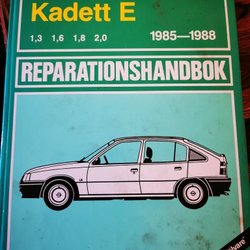 Kadett E
1,3 1,6 1,8 2,0 1985—1988
REPARATIONSHANDBOK